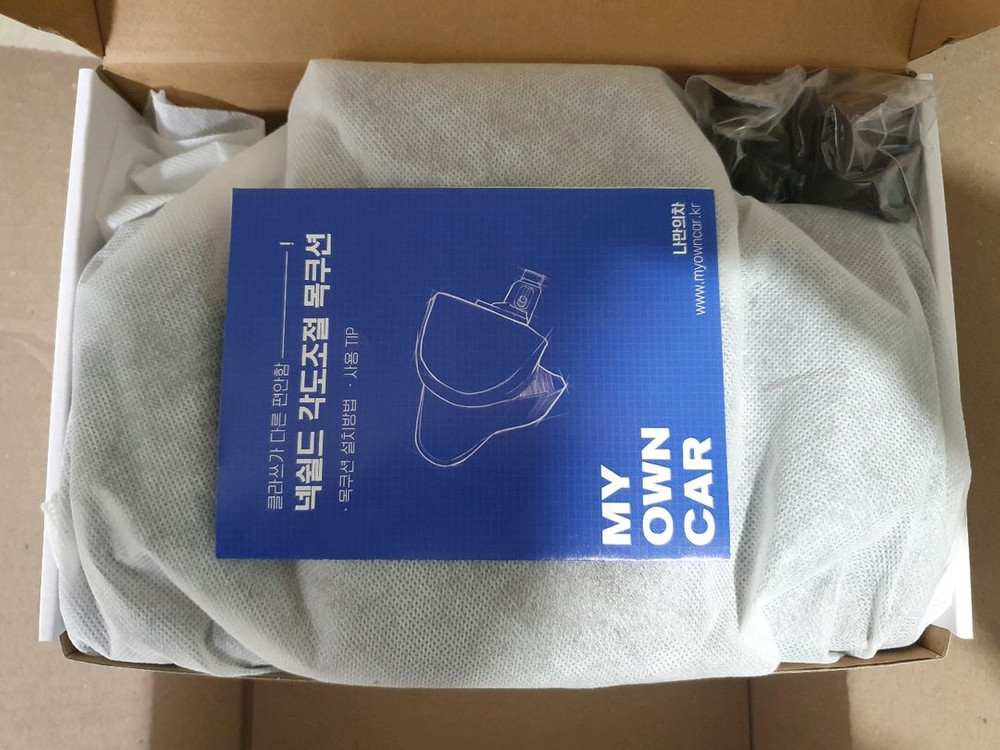 클라쓰가 다른 편안함 !
넥쉴드 각도조절 목쿠션
· 목쿠션 설치방법 · 사용 TIP
MY
OWN
CAR
나만의차
www.myowncar.kr